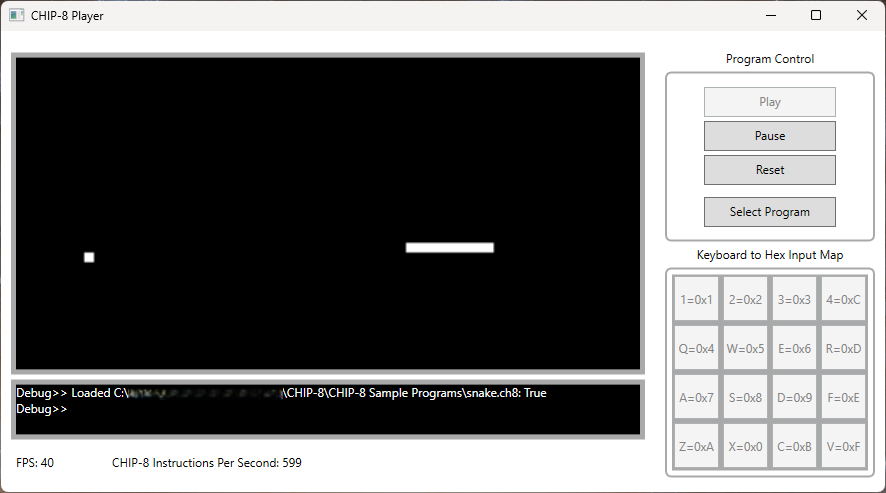 CHIP-8 Player
Program Control
Play
Pause
Reset
Select Program
Keyboard to Hex Input Map
1=0x1 2=0x2 3=0x3 4=0xC
Q=0x4 W=0x5 E=0x6 R=0xD
A=0x7 S=0x8 D=0x9 F=0xE
Z=0xA X=0x0 C=0xB V=0xF
Debug>> Loaded C:\ \CHIP-8\CHIP-8 Sample Programs\snake.ch8: True
Debug>>
FPS: 40 CHIP-8 Instructions Per Second: 599